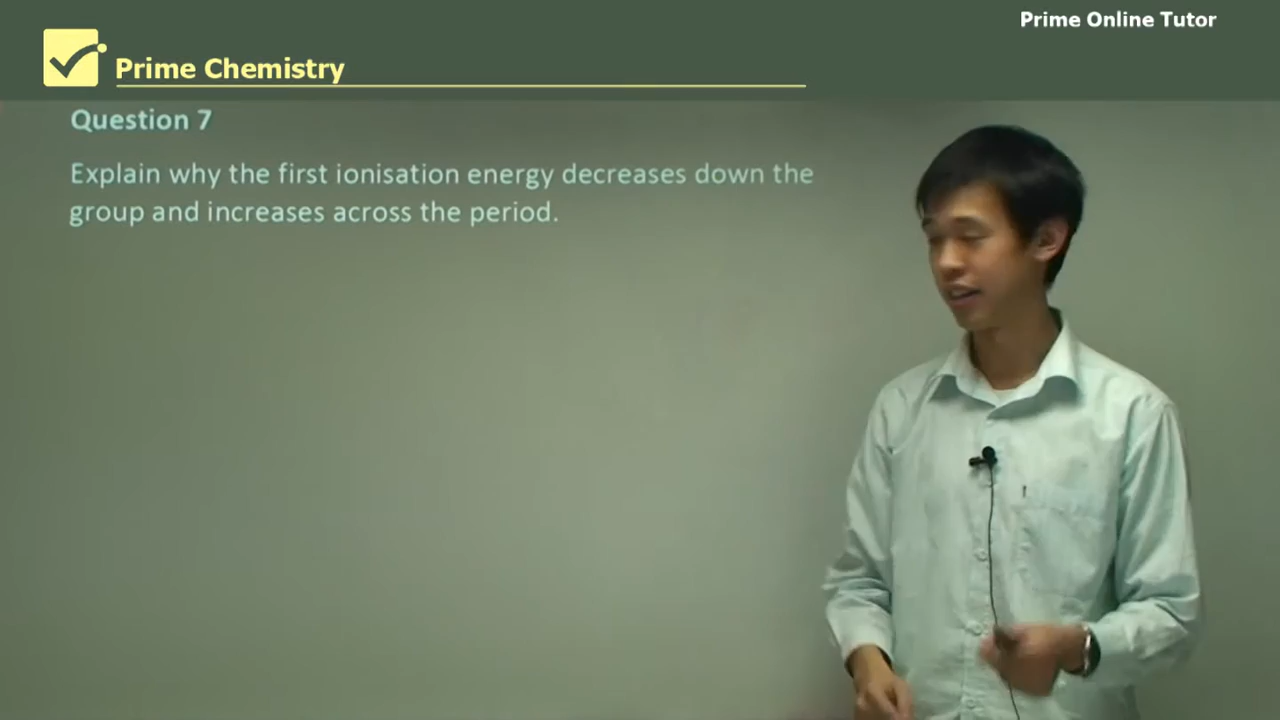 Prime Online Tutor
Prime Chemistry
Question 7
Explain why the first ionisation energy decreases down the
group and increases across the period.